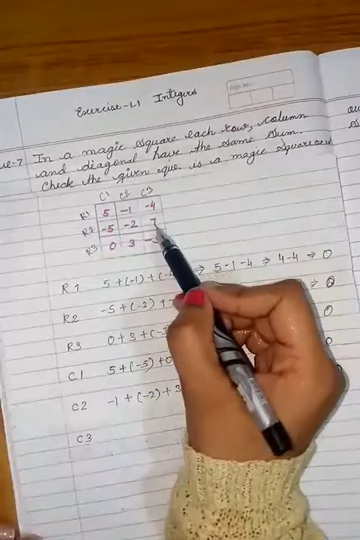 Exercise-1.1 Integers
In a magic square each row, column
and diagonal have the same sum.
Check the given sque is a magic square
C1 C2 C3
R1 5 -1 -4
R2 -5 -2 7
R3 0 3
R1 5+(-1)+(- ⇒ 5-1-4 ⇒ 4-4 ⇒ 0
R2 -5+(-2)+ 0
R3 0+3+(- 0
C1 5+(-5)+0 0
C2 -1+(-2)+3
C3